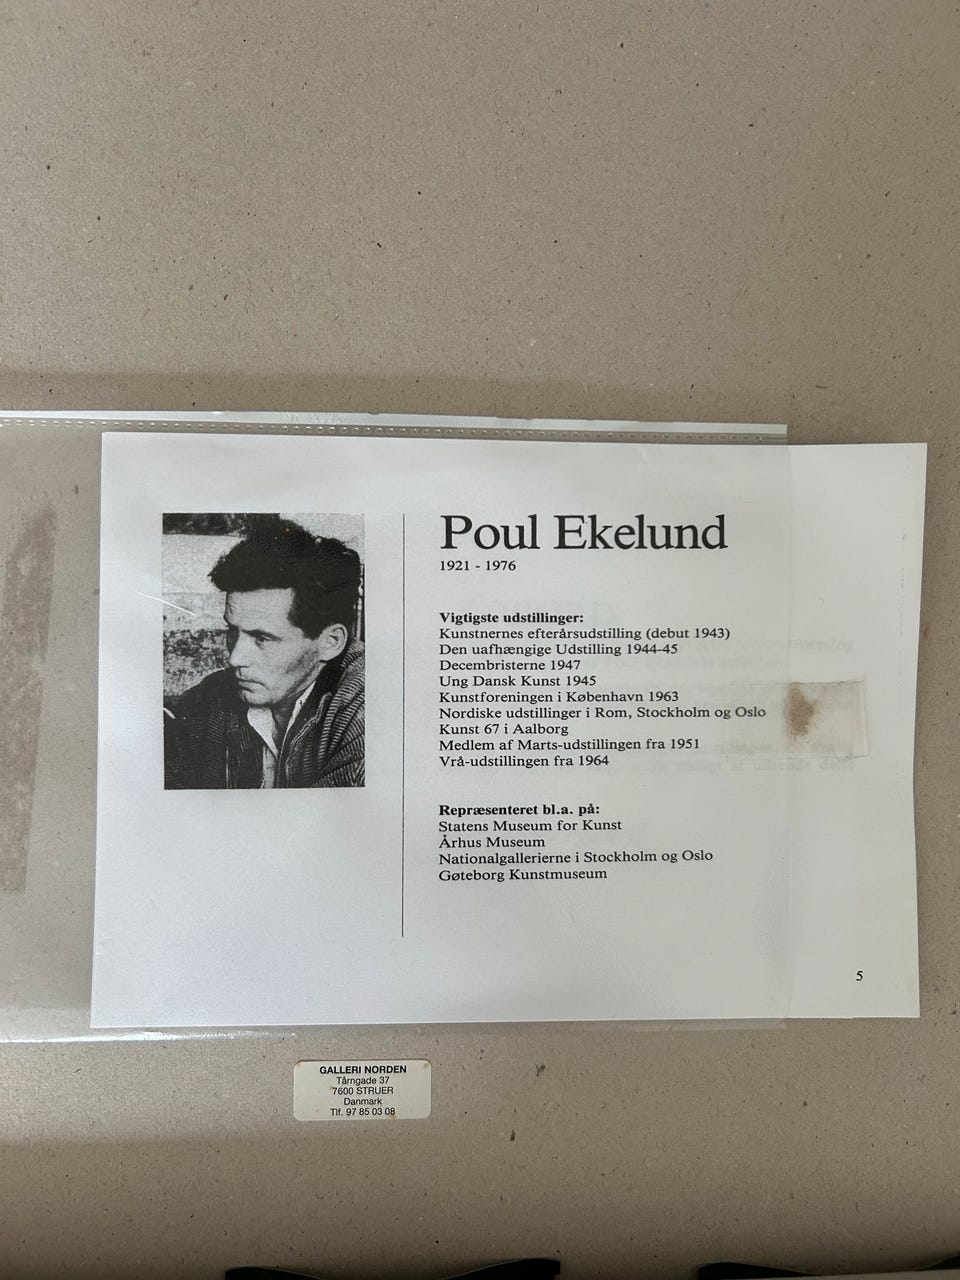 Poul Ekelund
1921 - 1976
Vigtigste udstillinger:
Kunstnernes efterårsudstilling (debut 1943)
Den uafhængige Udstilling 1944-45
Decembristerne 1947
Ung Dansk Kunst 1945
Kunstforeningen i København 1963
Nordiske udstillinger i Rom, Stockholm og Oslo
Kunst 67 i Aalborg
Medlem af Marts-udstillingen fra 1951
Vrå-udstillingen fra 1964
Repræsenteret bl.a. på:
Statens Museum for Kunst
Århus Museum
Nationalgallerierne i Stockholm og Oslo
Gøteborg Kunstmuseum
5
GALLERI NORDEN
Tårngade 37
7600 STRUER
Danmark
Tlf. 97 85 03 08